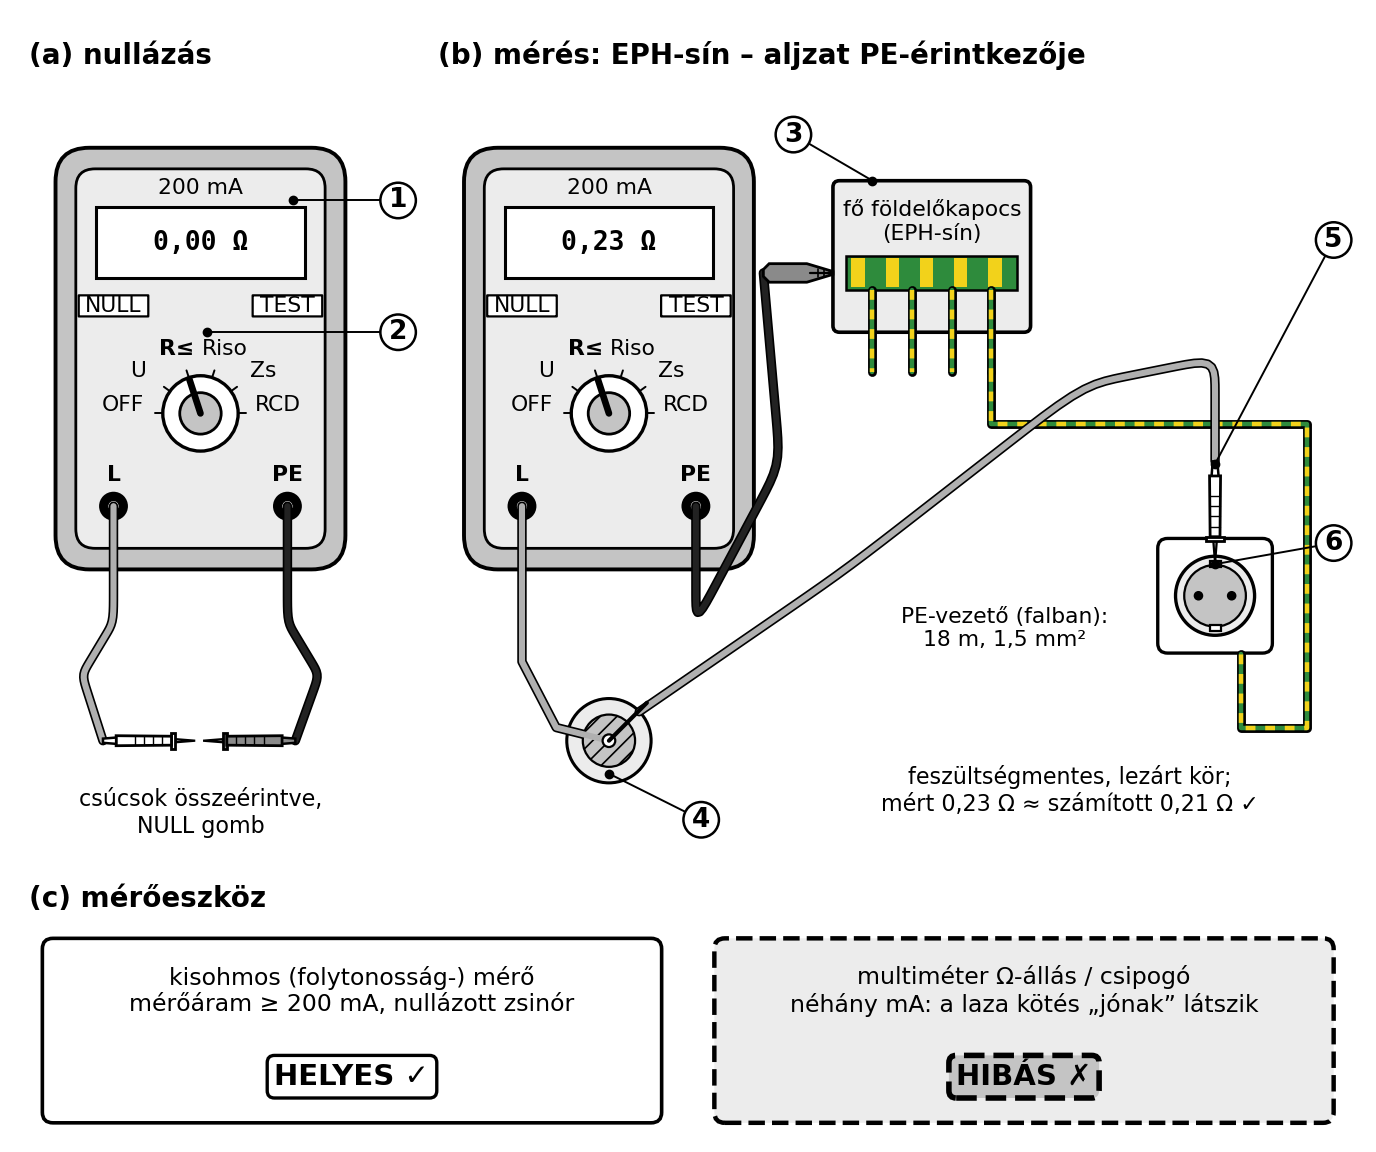 (a) nullázás
(b) mérés: EPH-sín – aljzat PE-érintkezője
200 mA
0,00 Ω
NULL
TEST
R≤ Riso
U
Zs
OFF
RCD
L
PE
1
2
csúcsok összeérintve,
NULL gomb
200 mA
0,23 Ω
NULL
TEST
R≤ Riso
U
Zs
OFF
RCD
L
PE
3
fő földelőkapocs
(EPH-sín)
4
5
6
PE-vezető (falban):
18 m, 1,5 mm²
feszültségmentes, lezárt kör;
mért 0,23 Ω ≈ számított 0,21 Ω ✓
(c) mérőeszköz
kisohmos (folytonosság-) mérő
mérőáram ≥ 200 mA, nullázott zsinór
HELYES ✓
multiméter Ω-állás / csipogó
néhány mA: a laza kötés „jónak” látszik
HIBÁS ✗